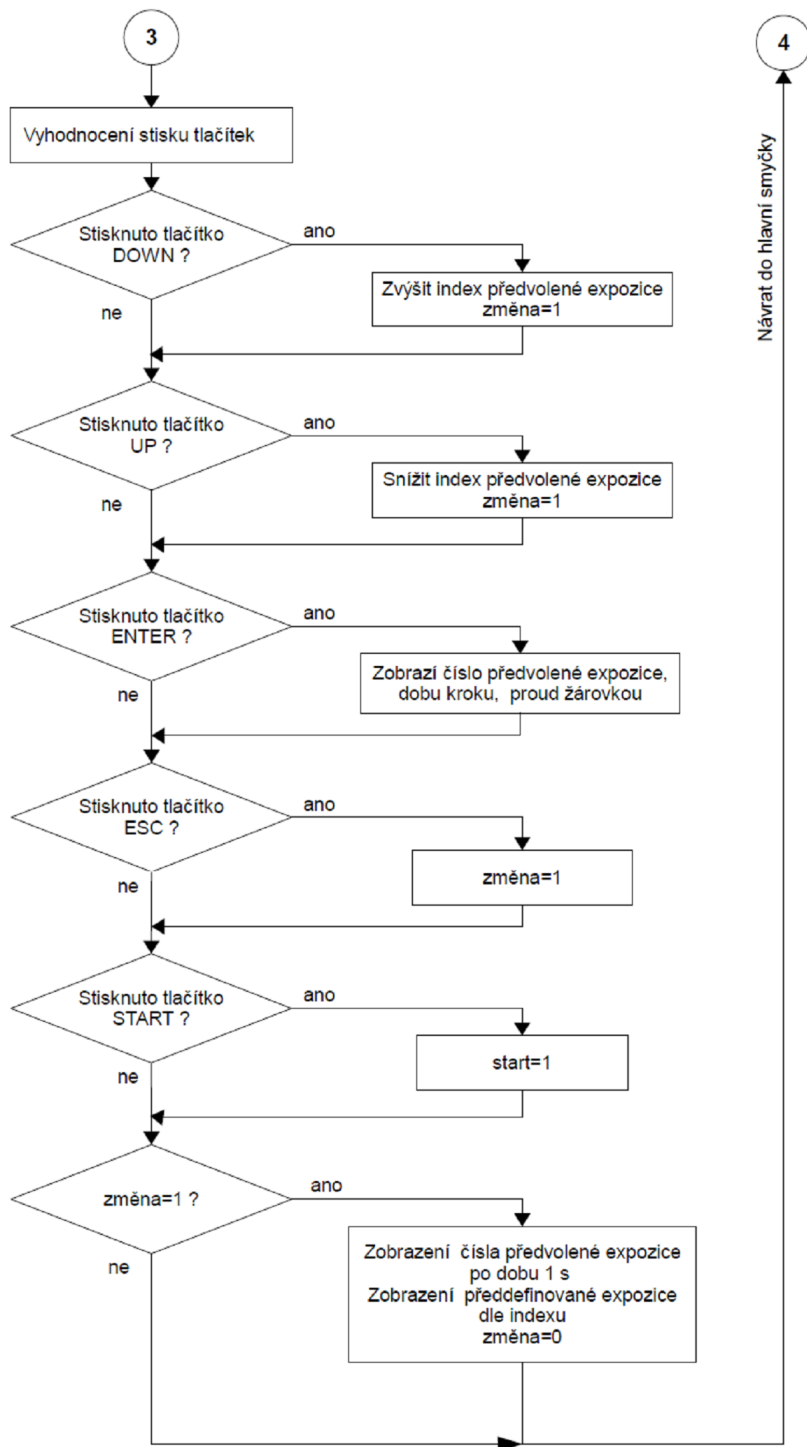 3
4
Vyhodnocení stisku tlačítek
Návrat do hlavní smyčky
Stisknuto tlačítko
DOWN ?
ano
Zvýšit index předvolené expozice
změna=1
ne
Stisknuto tlačítko
UP ?
ano
Snížit index předvolené expozice
změna=1
ne
Stisknuto tlačítko
ENTER ?
ano
Zobrazí číslo předvolené expozice,
dobu kroku, proud žárovkou
ne
Stisknuto tlačítko
ESC ?
ano
změna=1
ne
Stisknuto tlačítko
START ?
ano
start=1
ne
změna=1 ?
ano
Zobrazení čísla předvolené expozice
po dobu 1 s
Zobrazení předdefinované expozice
dle indexu
změna=0
ne